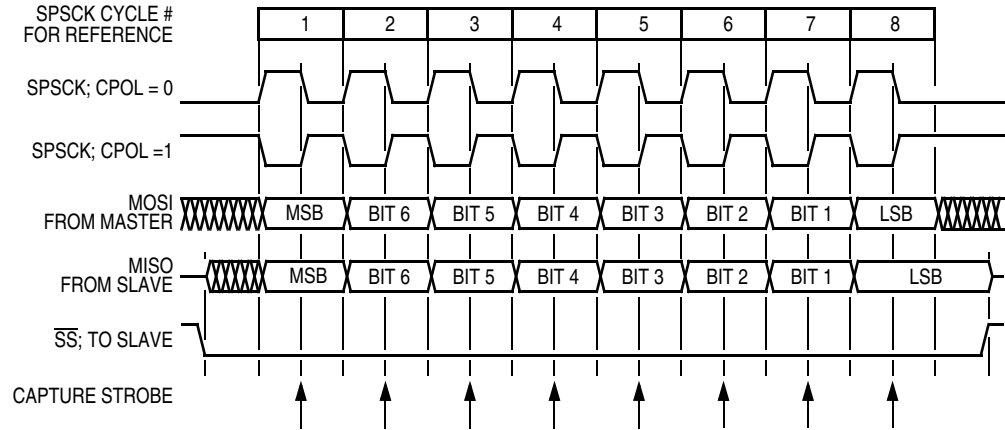 SPSCK CYCLE #
FOR REFERENCE
1 2 3 4 5 6 7 8
SPSCK; CPOL = 0
SPSCK; CPOL =1
MOSI
FROM MASTER
MSB BIT 6 BIT 5 BIT 4 BIT 3 BIT 2 BIT 1 LSB
MISO
FROM SLAVE
MSB BIT 6 BIT 5 BIT 4 BIT 3 BIT 2 BIT 1 LSB
SS; TO SLAVE
CAPTURE STROBE